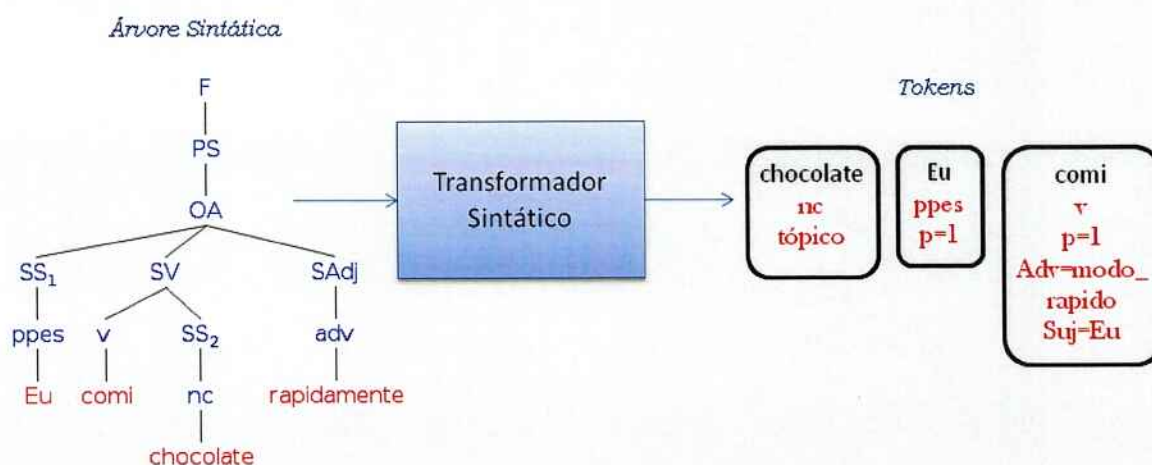 Árvore Sintática
F
PS
OA
SS1 SV SAdj
ppes v SS2 adv
Eu comi nc rapidamente
chocolate
Transformador
Sintático
Tokens
chocolate
nc
tópico
Eu
ppes
p=1
comi
v
p=1
Adv=modo_
rapido
Suj=Eu